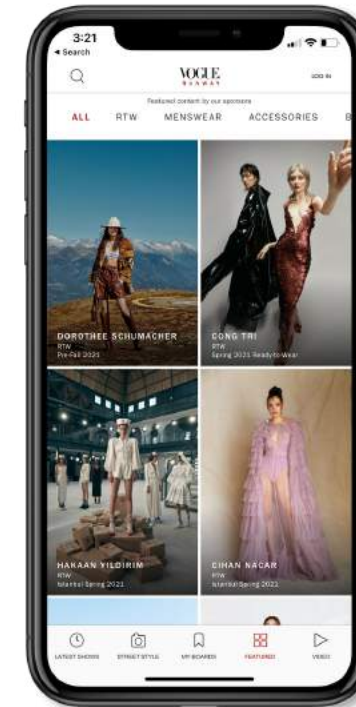 3:21
◂ Search
VOGUE
RUNWAY
LOG IN
Featured content by our sponsors
ALL RTW MENSWEAR ACCESSORIES B
DOROTHEE SCHUMACHER
RTW
Pre-Fall 2021
CONG TRI
RTW
Spring 2021 Ready-to-Wear
HAKAAN YILDIRIM
RTW
Istanbul Spring 2021
CIHAN NACAR
RTW
Istanbul Spring 2021
LATEST SHOWS STREET STYLE MY BOARDS FEATURED VIDEO